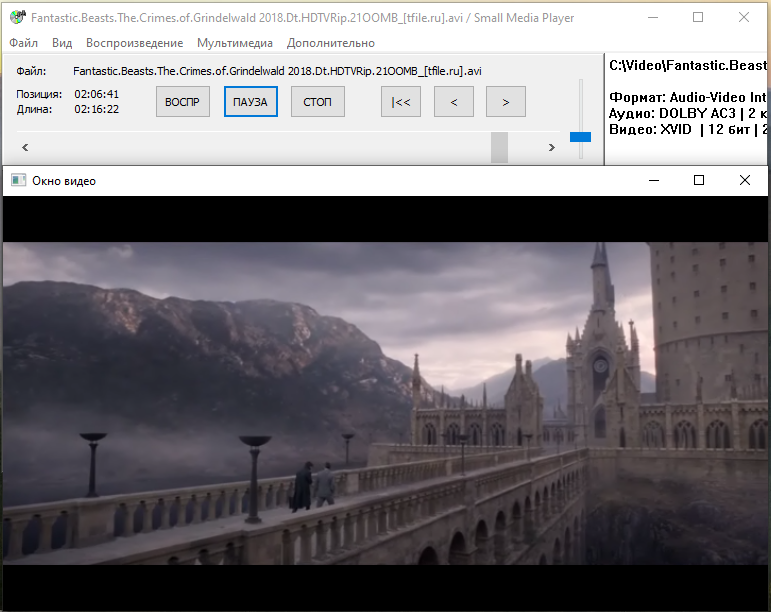 Fantastic.Beasts.The.Crimes.of.Grindelwald 2018.Dt.HDTVRip.21OOMB_[tfile.ru].avi / Small Media Player
Файл Вид Воспроизведение Мультимедиа Дополнительно
Файл: Fantastic.Beasts.The.Crimes.of.Grindelwald 2018.Dt.HDTVRip.21OOMB_[tfile.ru].avi
Позиция: 02:06:41
Длина: 02:16:22
ВОСПР ПАУЗА СТОП |<< < >
C:\Video\Fantastic.Beast
Формат: Audio-Video Int
Аудио: DOLBY AC3 | 2 к
Видео: XVID | 12 бит | 2
Окно видео